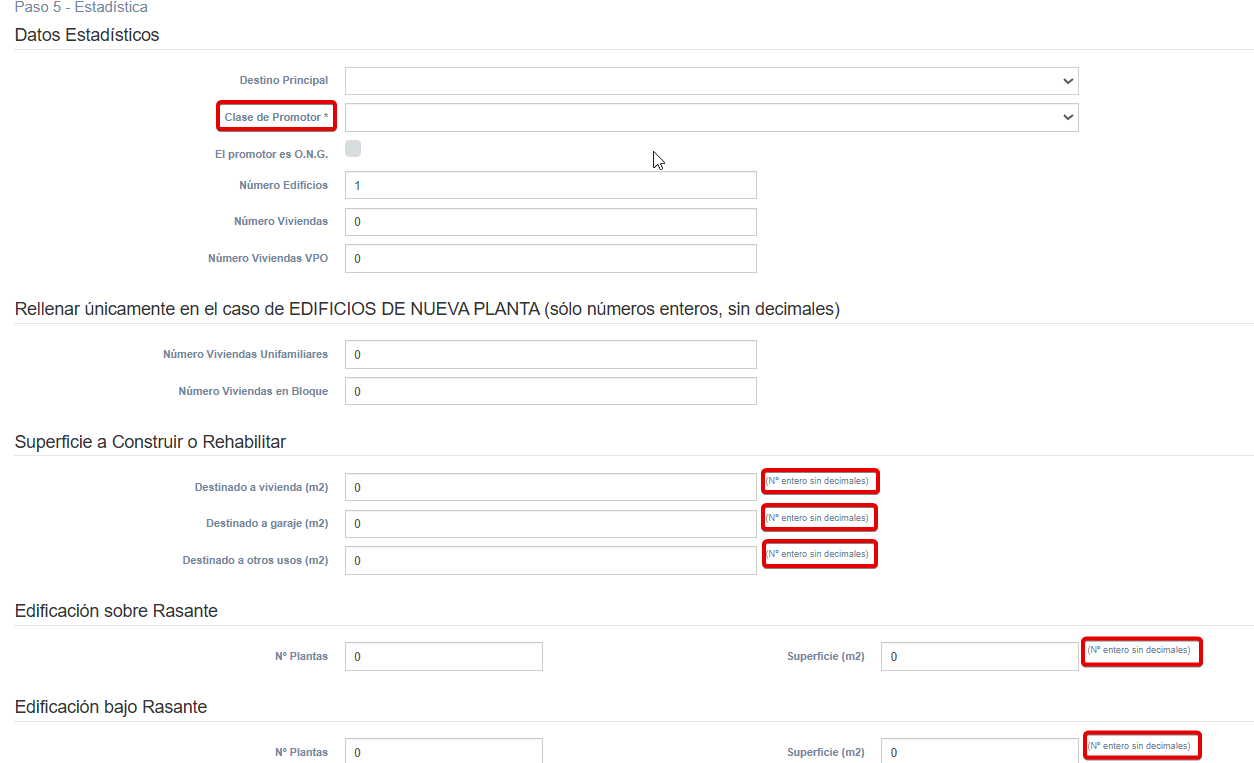 Paso 5 - Estadística
Datos Estadísticos
Destino Principal
Clase de Promotor *
El promotor es O.N.G.
Número Edificios 1
Número Viviendas 0
Número Viviendas VPO 0
Rellenar únicamente en el caso de EDIFICIOS DE NUEVA PLANTA (sólo números enteros, sin decimales)
Número Viviendas Unifamiliares 0
Número Viviendas en Bloque 0
Superficie a Construir o Rehabilitar
Destinado a vivienda (m2) 0 (Nº entero sin decimales)
Destinado a garaje (m2) 0 (Nº entero sin decimales)
Destinado a otros usos (m2) 0 (Nº entero sin decimales)
Edificación sobre Rasante
Nº Plantas 0 Superficie (m2) 0 (Nº entero sin decimales)
Edificación bajo Rasante
Nº Plantas 0 Superficie (m2) 0 (Nº entero sin decimales)